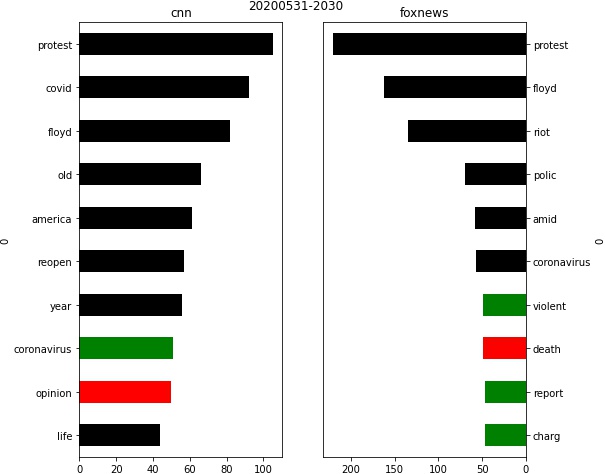 20200531-2030
cnn
foxnews
protest
covid
floyd
old
america
reopen
year
coronavirus
opinion
life
0
0 20 40 60 80 100
protest
floyd
riot
polic
amid
coronavirus
violent
death
report
charg
0
200 150 100 50 0